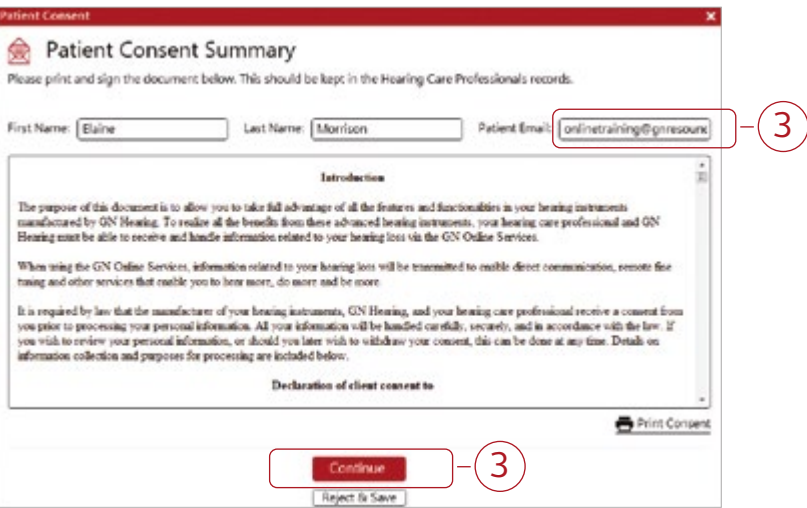 Patient Consent
Patient Consent Summary
Please print and sign the document below. This should be kept in the Hearing Care Professionals records.
First Name: Elaine Last Name: Morrison Patient Email: onlinetraining@gnresound
3
Introduction
The purpose of this document is to allow you to take full advantage of all the features and functionalities in your hearing instruments
manufactured by GN Hearing. To realize all the benefits from these advanced hearing instruments, your hearing care professional and GN
Hearing must be able to receive and handle information related to your hearing loss via the GN Online Services.
When using the GN Online Services, information related to your hearing loss will be transmitted to enable direct communication, remote fine
tuning and other services that enable you to hear more, do more and be more.
It is required by law that the manufacturer of your hearing instruments, GN Hearing, and your hearing care professional receive a consent from
you prior to processing your personal information. All your information will be handled carefully, securely, and in accordance with the law. If
you wish to review your personal information, or should you later wish to withdraw your consent, this can be done at any time. Details on
information collection and purposes for processing are included below.
Declaration of client consent to
Print Consent
Continue
3
Reject & Save